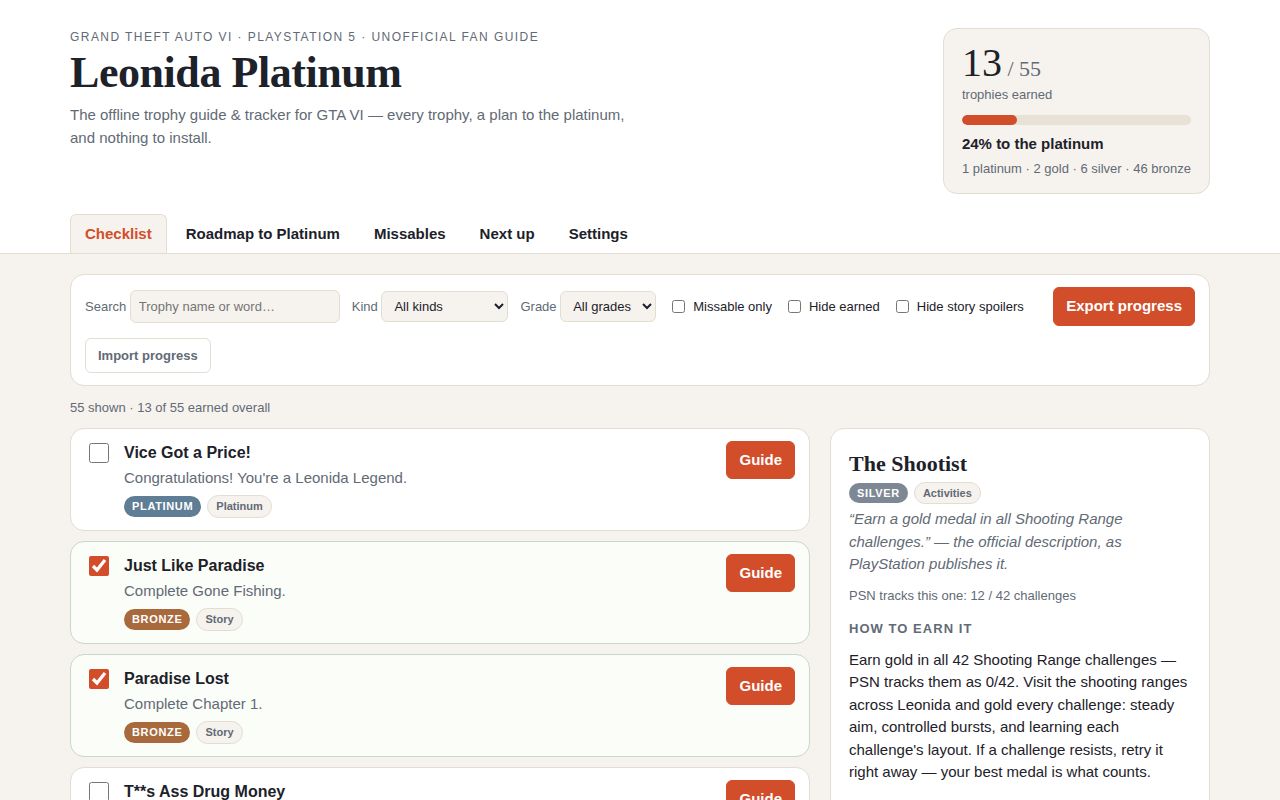 GRAND THEFT AUTO VI · PLAYSTATION 5 · UNOFFICIAL FAN GUIDE
Leonida Platinum
The offline trophy guide & tracker for GTA VI — every trophy, a plan to the platinum,
and nothing to install.
13 / 55
trophies earned
24% to the platinum
1 platinum · 2 gold · 6 silver · 46 bronze
Checklist
Roadmap to Platinum
Missables
Next up
Settings
Search
Trophy name or word…
Kind
All kinds
Grade
All grades
Missable only
Hide earned
Hide story spoilers
Export progress
Import progress
55 shown · 13 of 55 earned overall
Vice Got a Price!
Congratulations! You're a Leonida Legend.
PLATINUM
Platinum
Guide
Just Like Paradise
Complete Gone Fishing.
BRONZE
Story
Guide
Paradise Lost
Complete Chapter 1.
BRONZE
Story
Guide
T**s Ass Drug Money
Guide
The Shootist
SILVER
Activities
“Earn a gold medal in all Shooting Range
challenges.” — the official description, as
PlayStation publishes it.
PSN tracks this one: 12 / 42 challenges
HOW TO EARN IT
Earn gold in all 42 Shooting Range challenges —
PSN tracks them as 0/42. Visit the shooting ranges
across Leonida and gold every challenge: steady
aim, controlled bursts, and learning each
challenge's layout. If a challenge resists, retry it
right away — your best medal is what counts.